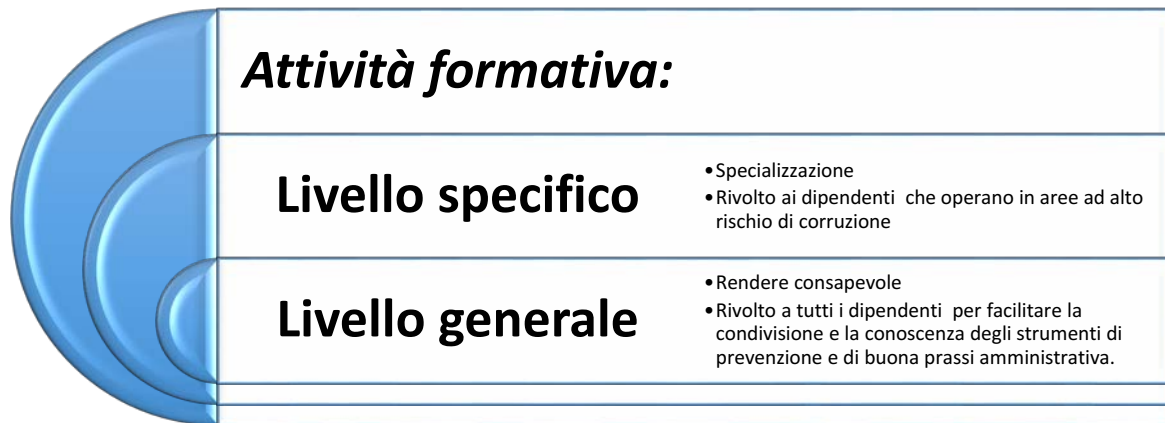 Attività formativa:
Livello specifico
•Specializzazione
•Rivolto ai dipendenti che operano in aree ad alto
rischio di corruzione
Livello generale
•Rendere consapevole
•Rivolto a tutti i dipendenti per facilitare la
condivisione e la conoscenza degli strumenti di
prevenzione e di buona prassi amministrativa.